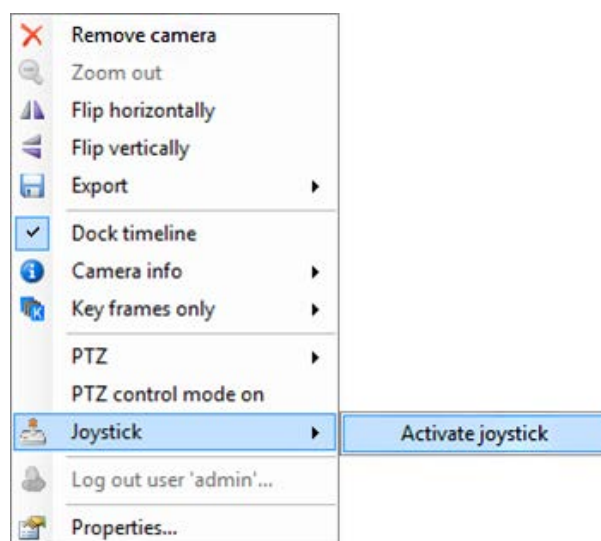 Remove camera
Zoom out
Flip horizontally
Flip vertically
Export
Dock timeline
Camera info
Key frames only
PTZ
PTZ control mode on
Joystick
Activate joystick
Log out user 'admin'...
Properties...